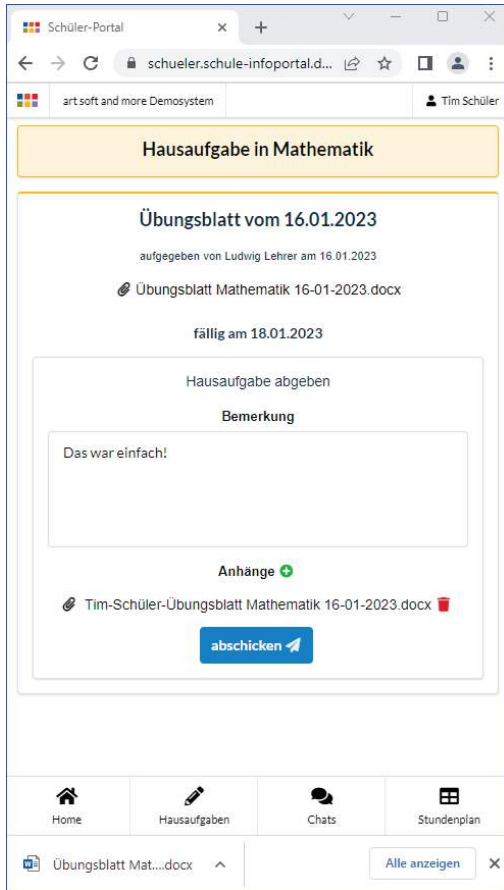 Schüler-Portal
schueler.schule-infoportal.d...
art soft and more Demosystem
Tim Schüler
Hausaufgabe in Mathematik
Übungsblatt vom 16.01.2023
aufgegeben von Ludwig Lehrer am 16.01.2023
Übungsblatt Mathematik 16-01-2023.docx
fällig am 18.01.2023
Hausaufgabe abgeben
Bemerkung
Das war einfach!
Anhänge
Tim-Schüler-Übungsblatt Mathematik 16-01-2023.docx
abschicken
Home Hausaufgaben Chats Stundenplan
Übungsblatt Mat....docx
Alle anzeigen